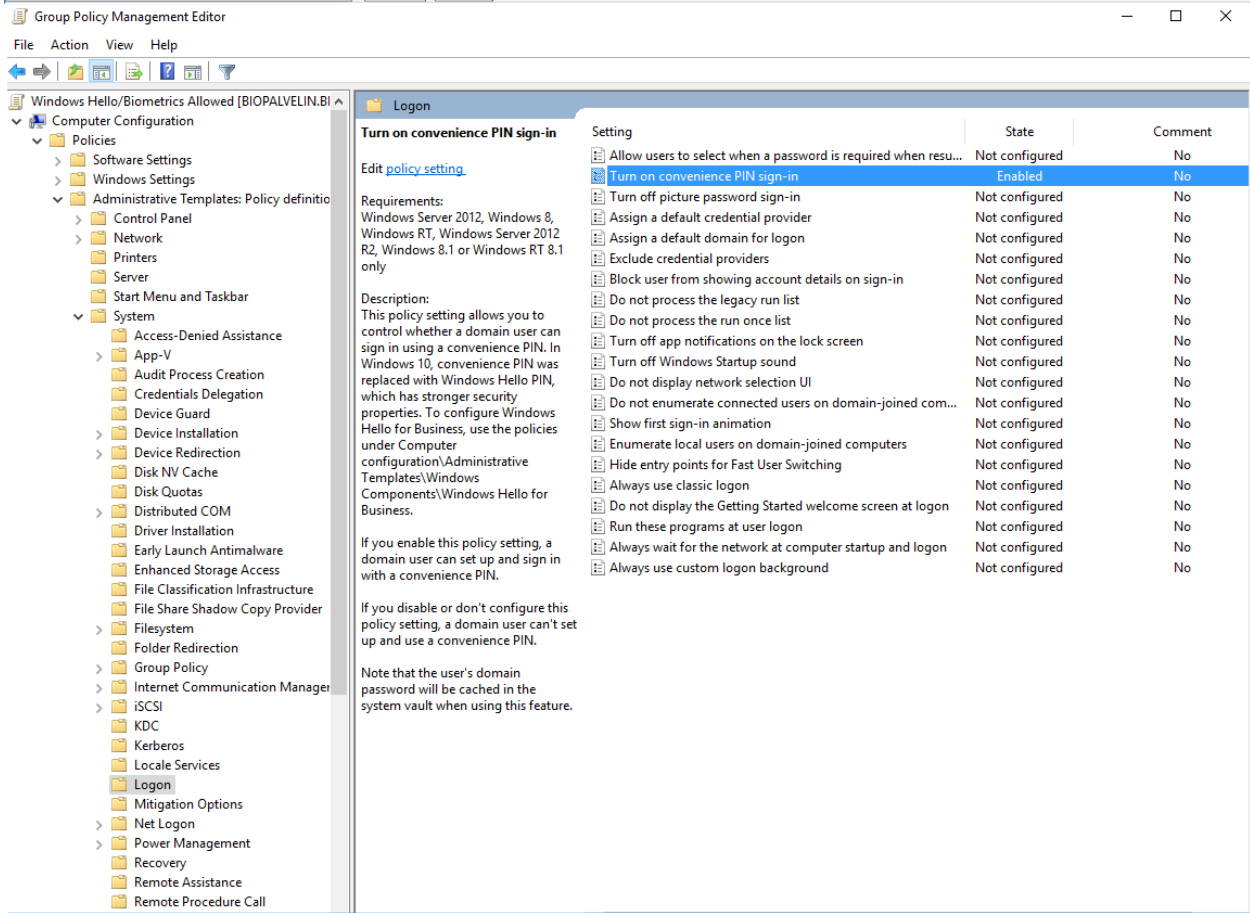 Group Policy Management Editor
File Action View Help
Windows Hello/Biometrics Allowed [BIOPALVELIN.BI
Computer Configuration
Policies
Software Settings
Windows Settings
Administrative Templates: Policy definitio
Control Panel
Network
Printers
Server
Start Menu and Taskbar
System
Access-Denied Assistance
App-V
Audit Process Creation
Credentials Delegation
Device Guard
Device Installation
Device Redirection
Disk NV Cache
Disk Quotas
Distributed COM
Driver Installation
Early Launch Antimalware
Enhanced Storage Access
File Classification Infrastructure
File Share Shadow Copy Provider
Filesystem
Folder Redirection
Group Policy
Internet Communication Manager
iSCSI
KDC
Kerberos
Locale Services
Logon
Mitigation Options
Net Logon
Power Management
Recovery
Remote Assistance
Remote Procedure Call
Logon
Turn on convenience PIN sign-in
Edit policy setting
Requirements:
Windows Server 2012, Windows 8,
Windows RT, Windows Server 2012
R2, Windows 8.1 or Windows RT 8.1
only
Description:
This policy setting allows you to
control whether a domain user can
sign in using a convenience PIN. In
Windows 10, convenience PIN was
replaced with Windows Hello PIN,
which has stronger security
properties. To configure Windows
Hello for Business, use the policies
under Computer
configuration\Administrative
Templates\Windows
Components\Windows Hello for
Business.
If you enable this policy setting, a
domain user can set up and sign in
with a convenience PIN.
If you disable or don't configure this
policy setting, a domain user can't set
up and use a convenience PIN.
Note that the user's domain
password will be cached in the
system vault when using this feature.
Setting State Comment
Allow users to select when a password is required when resu... Not configured No
Turn on convenience PIN sign-in Enabled No
Turn off picture password sign-in Not configured No
Assign a default credential provider Not configured No
Assign a default domain for logon Not configured No
Exclude credential providers Not configured No
Block user from showing account details on sign-in Not configured No
Do not process the legacy run list Not configured No
Do not process the run once list Not configured No
Turn off app notifications on the lock screen Not configured No
Turn off Windows Startup sound Not configured No
Do not display network selection UI Not configured No
Do not enumerate connected users on domain-joined com... Not configured No
Show first sign-in animation Not configured No
Enumerate local users on domain-joined computers Not configured No
Hide entry points for Fast User Switching Not configured No
Always use classic logon Not configured No
Do not display the Getting Started welcome screen at logon Not configured No
Run these programs at user logon Not configured No
Always wait for the network at computer startup and logon Not configured No
Always use custom logon background Not configured No